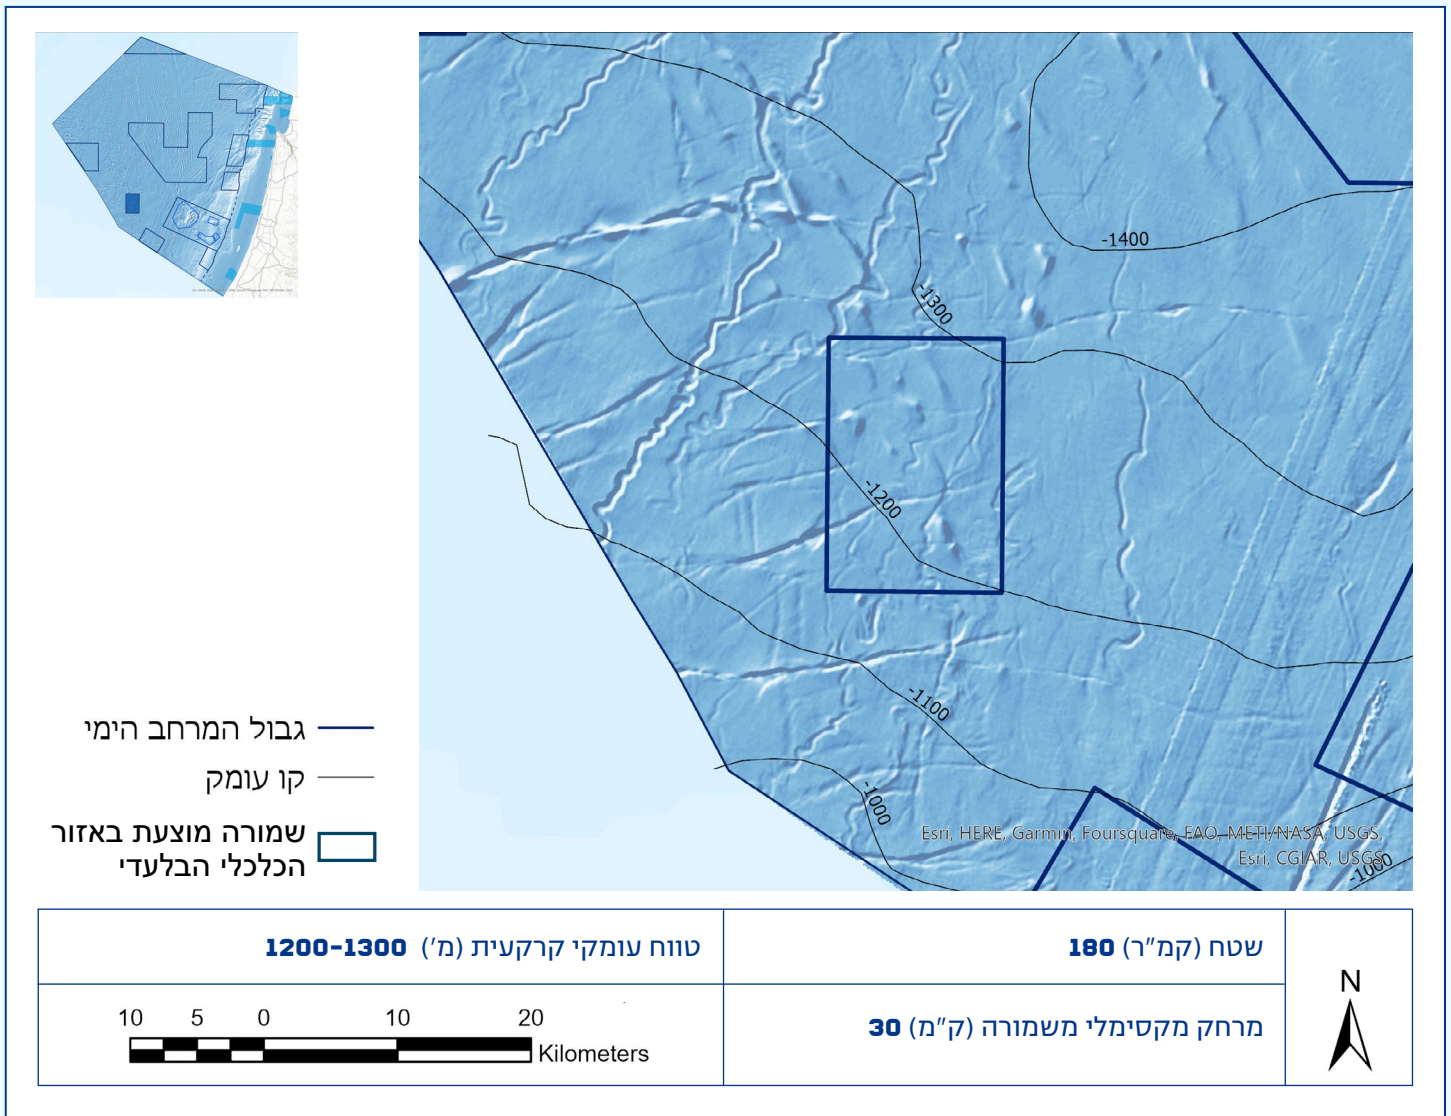 -1400
-1300
-1200
-1100
-1000
-1000
Esri, HERE, Garmin, Foursquare, FAO, METI/NASA, USGS,
Esri, CGIAR, USGS
גבול המרחב הימי
קו עומק
שמורה מוצעת באזור
הכלכלי הבלעדי
שטח (קמ"ר) 180
טווח עומקי קרקעית (מ') 1200-1300
מרחק מקסימלי משמורה (ק"מ) 30
10 5 0 10 20
Kilometers
N